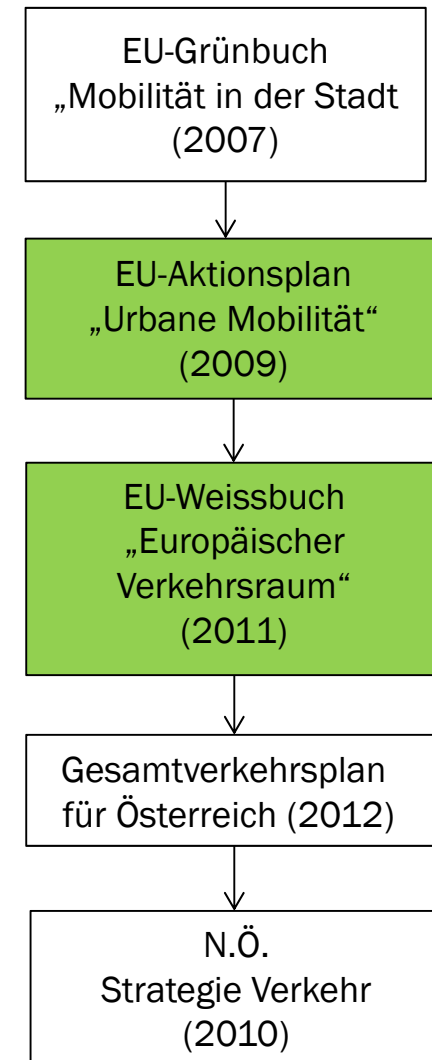 EU-Grünbuch
„Mobilität in der Stadt
(2007)
EU-Aktionsplan
„Urbane Mobilität“
(2009)
EU-Weissbuch
„Europäischer
Verkehrsraum“
(2011)
Gesamtverkehrsplan
für Österreich (2012)
N.Ö.
Strategie Verkehr
(2010)